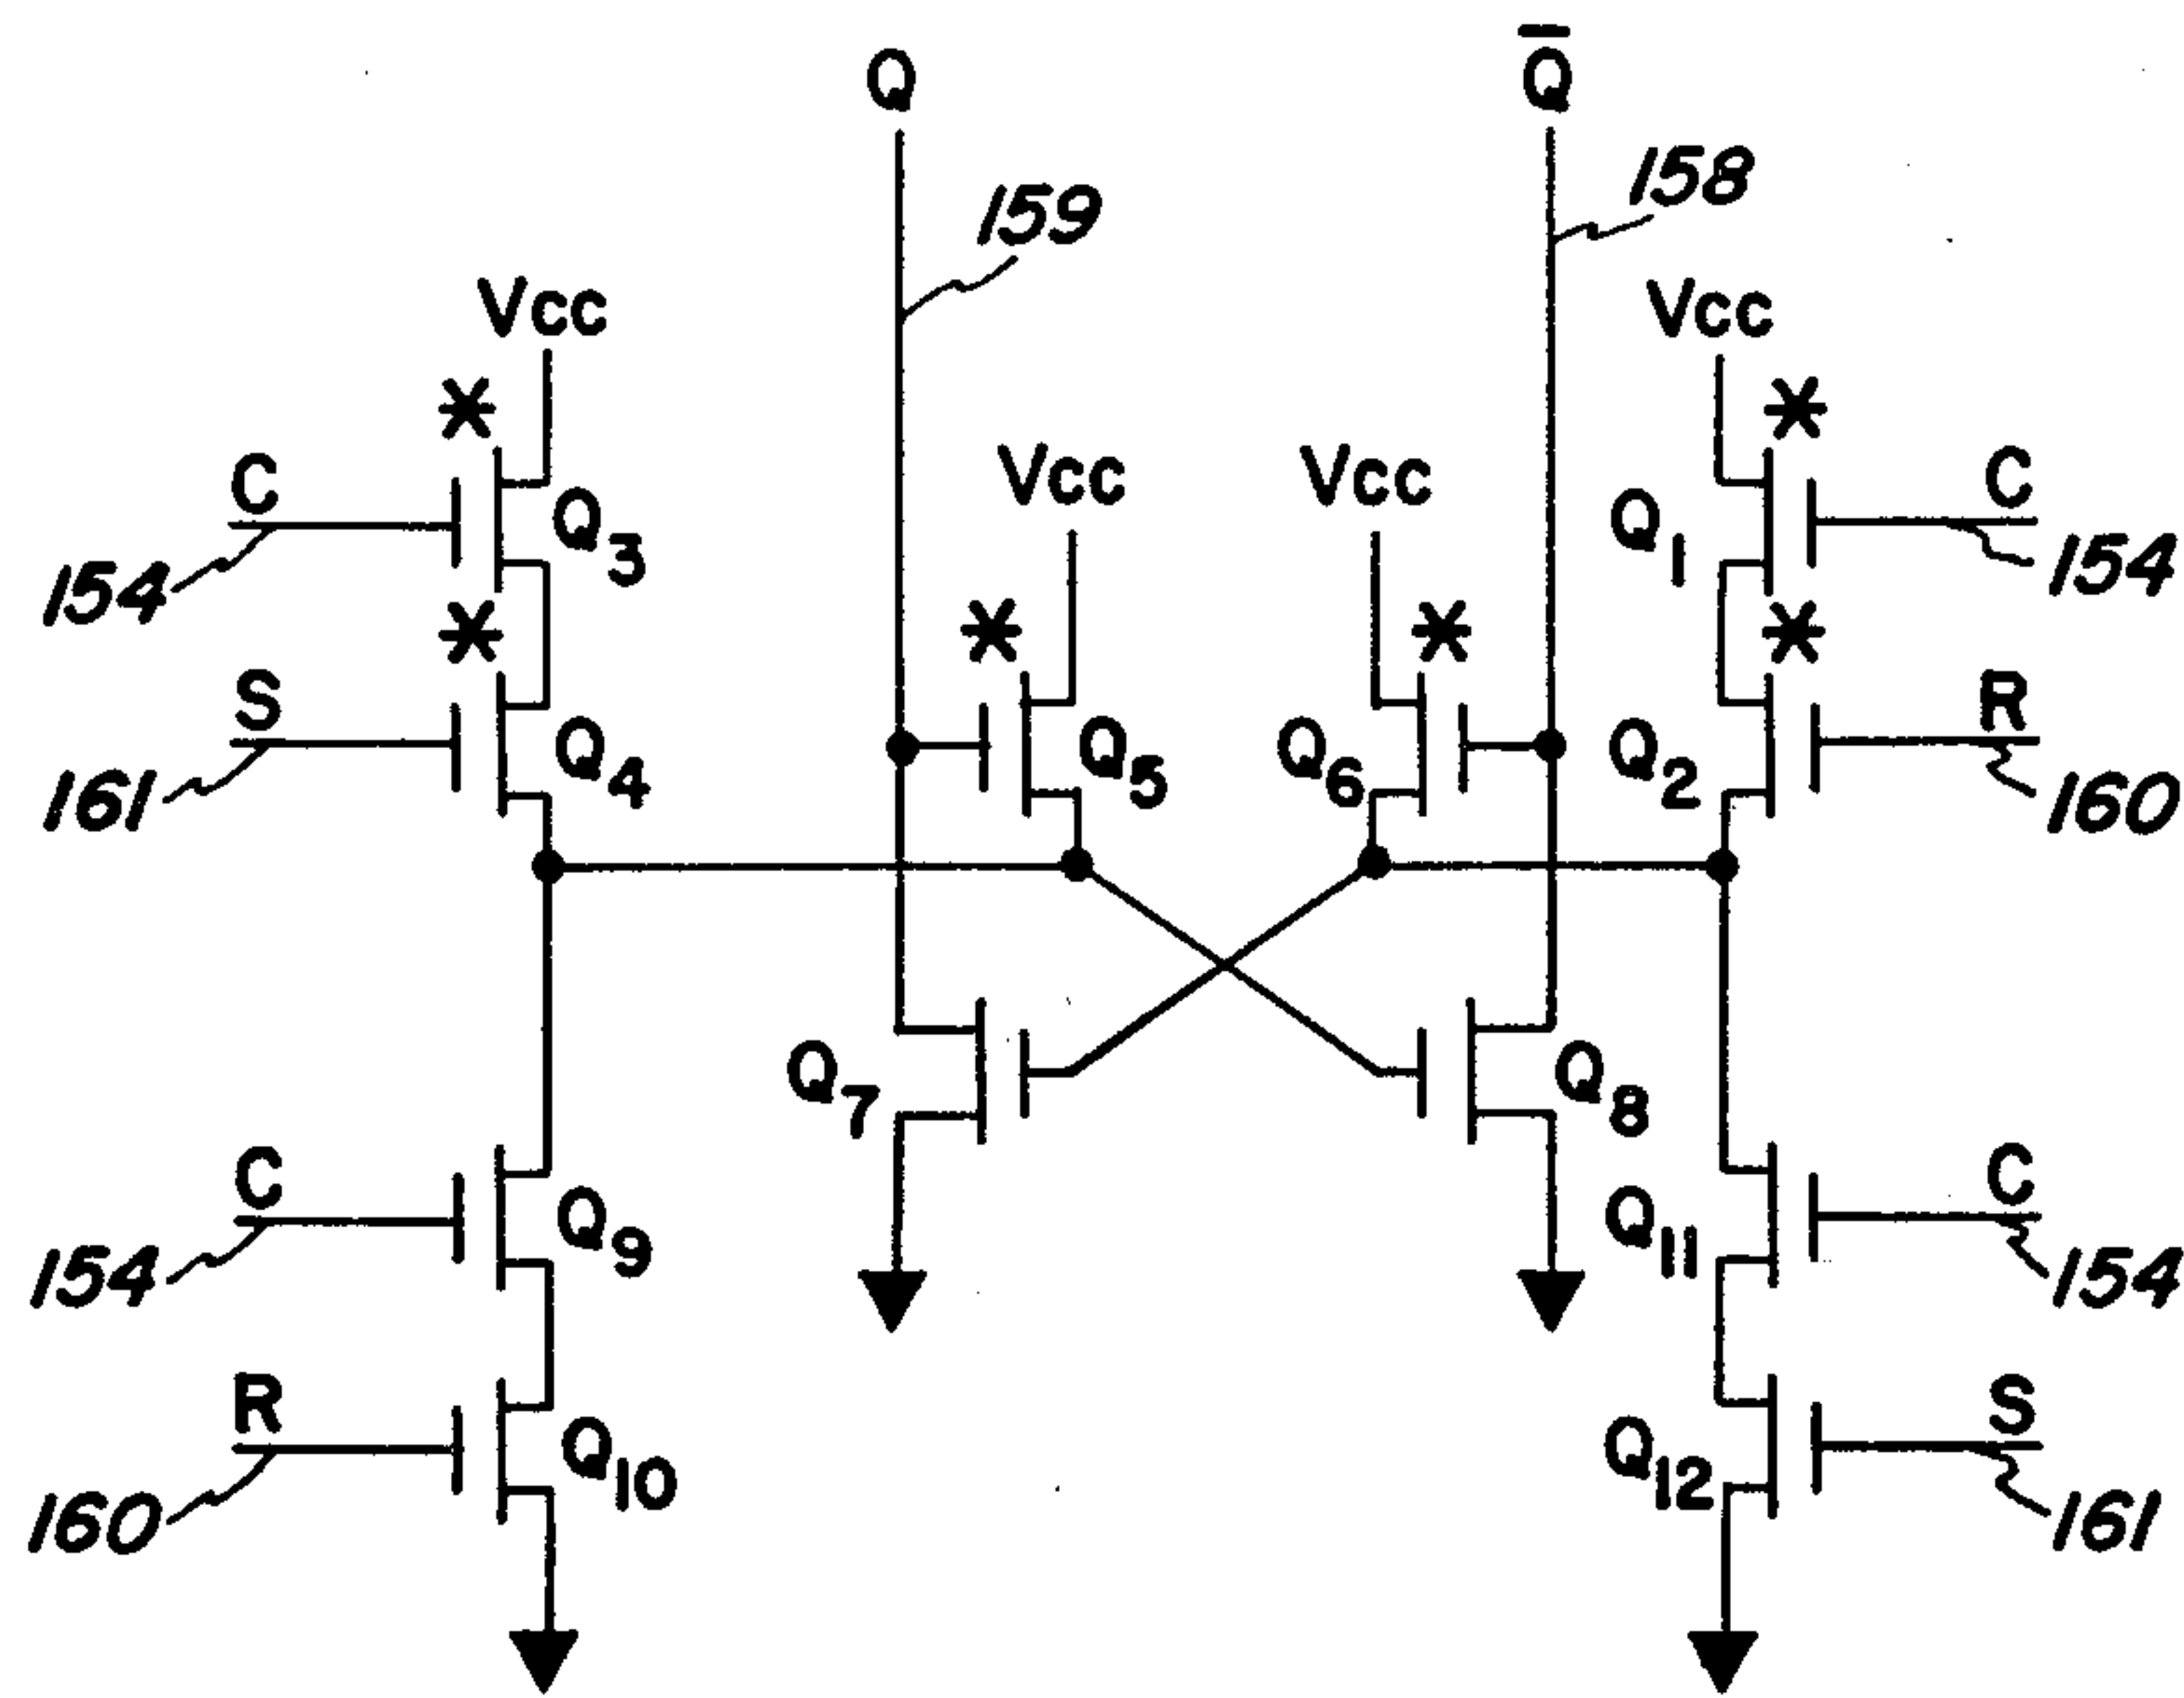 Q Q̅
159 158
Vcc Vcc
* *
C Q3 Vcc Vcc Q1 C
154 154
* * * *
S Q4 Q5 Q6 Q2 R
161 160
Q7 Q8
C Q9 Q11 C
154 154
R Q10 Q12 S
160 161